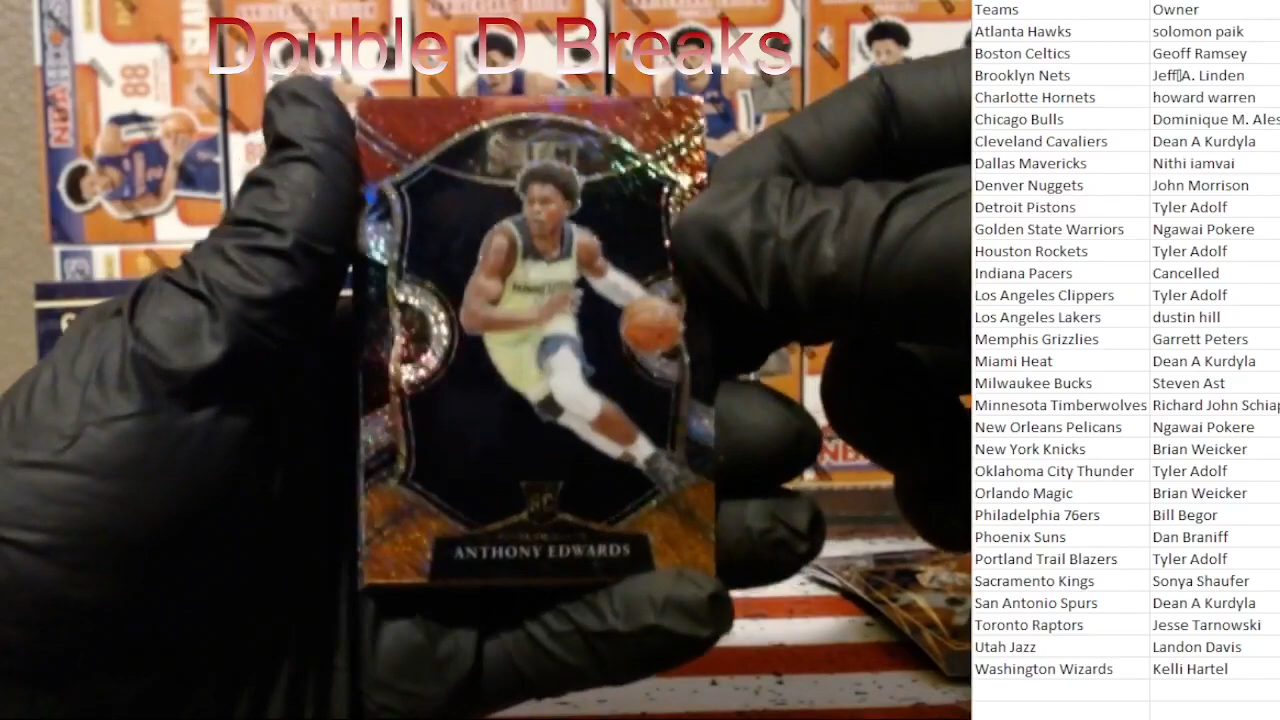 Double D Breaks
ANTHONY EDWARDS
RC
88
Teams Owner
Atlanta Hawks solomon paik
Boston Celtics Geoff Ramsey
Brooklyn Nets Jeff▯A. Linden
Charlotte Hornets howard warren
Chicago Bulls Dominique M. Ales
Cleveland Cavaliers Dean A Kurdyla
Dallas Mavericks Nithi iamvai
Denver Nuggets John Morrison
Detroit Pistons Tyler Adolf
Golden State Warriors Ngawai Pokere
Houston Rockets Tyler Adolf
Indiana Pacers Cancelled
Los Angeles Clippers Tyler Adolf
Los Angeles Lakers dustin hill
Memphis Grizzlies Garrett Peters
Miami Heat Dean A Kurdyla
Milwaukee Bucks Steven Ast
Minnesota Timberwolves Richard John Schiap
New Orleans Pelicans Ngawai Pokere
New York Knicks Brian Weicker
Oklahoma City Thunder Tyler Adolf
Orlando Magic Brian Weicker
Philadelphia 76ers Bill Begor
Phoenix Suns Dan Braniff
Portland Trail Blazers Tyler Adolf
Sacramento Kings Sonya Shaufer
San Antonio Spurs Dean A Kurdyla
Toronto Raptors Jesse Tarnowski
Utah Jazz Landon Davis
Washington Wizards Kelli Hartel